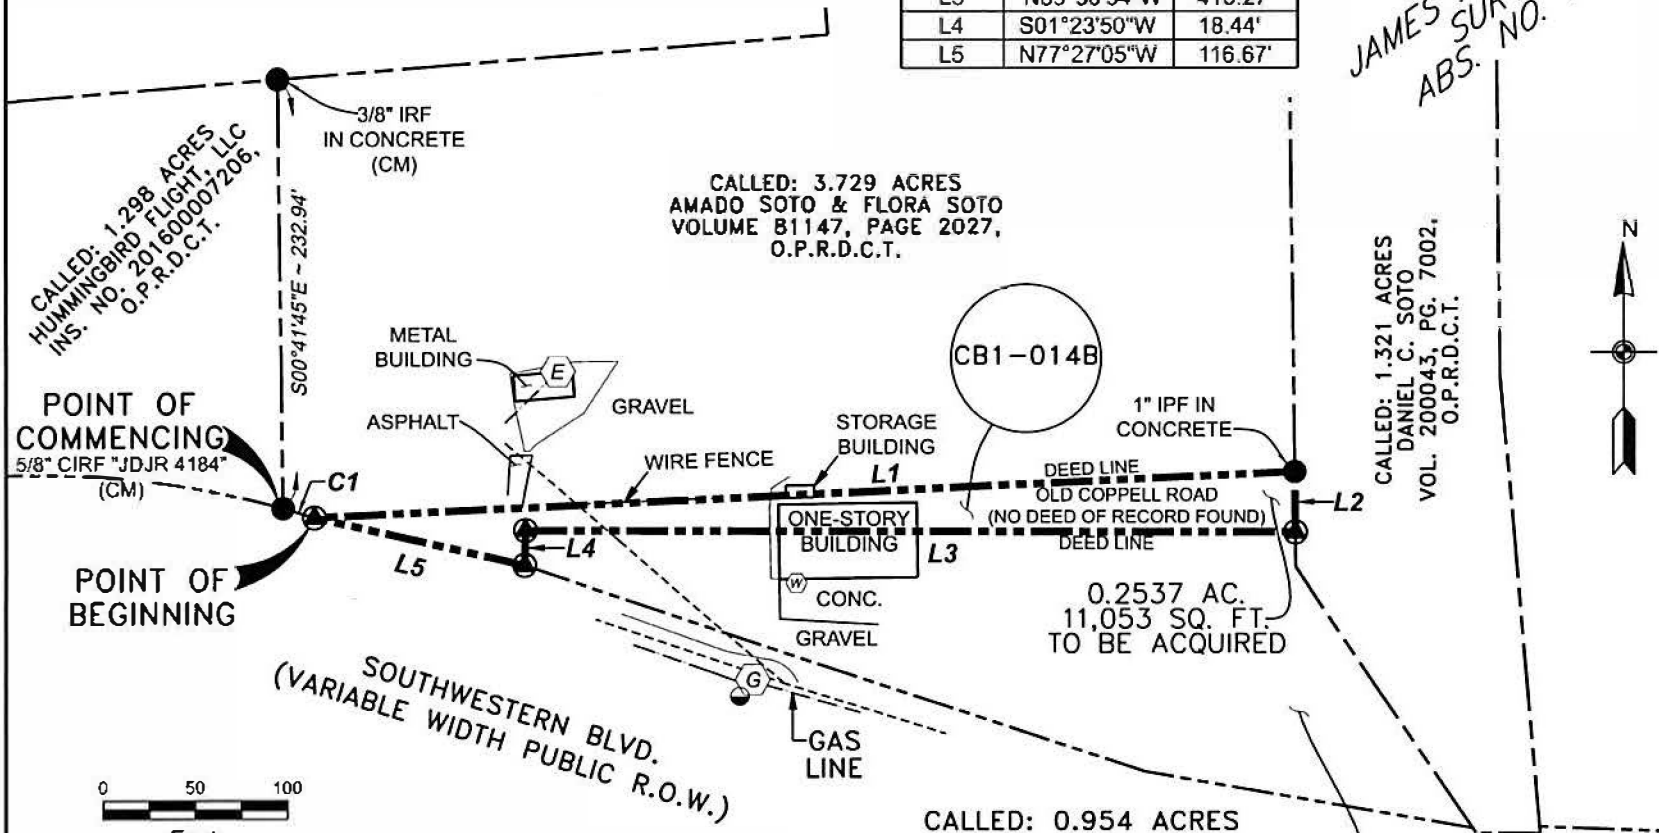 L4 S01°23'50"W 18.44'
L5 N77°27'05"W 116.67'
JAMES
ABS. NO.
3/8" IRF
IN CONCRETE
(CM)
CALLED: 1.298 ACRES
HUMMINGBIRD FLIGHT, LLC
INS. NO. 201600007206,
O.P.R.D.C.T.
S00°41'45"E ~ 232.94'
CALLED: 3.729 ACRES
AMADO SOTO & FLORA SOTO
VOLUME 81147, PAGE 2027,
O.P.R.D.C.T.
CALLED: 1.321 ACRES
DANIEL C. SOTO
VOL. 200043, PG. 7002,
O.P.R.D.C.T.
N
METAL
BUILDING
E
GRAVEL
ASPHALT
CB1-014B
STORAGE
BUILDING
1" IPF IN
CONCRETE
POINT OF
COMMENCING
5/8" CIRF "JDJR 4184"
(CM)
C1
WIRE FENCE
L1
DEED LINE
OLD COPPELL ROAD
(NO DEED OF RECORD FOUND)
L2
ONE-STORY
BUILDING
L3
DEED LINE
L4
L5
POINT OF
BEGINNING
W
CONC.
GRAVEL
0.2537 AC.
11,053 SQ. FT.
TO BE ACQUIRED
SOUTHWESTERN BLVD.
(VARIABLE WIDTH PUBLIC R.O.W.)
G
GAS
LINE
0 50 100
CALLED: 0.954 ACRES